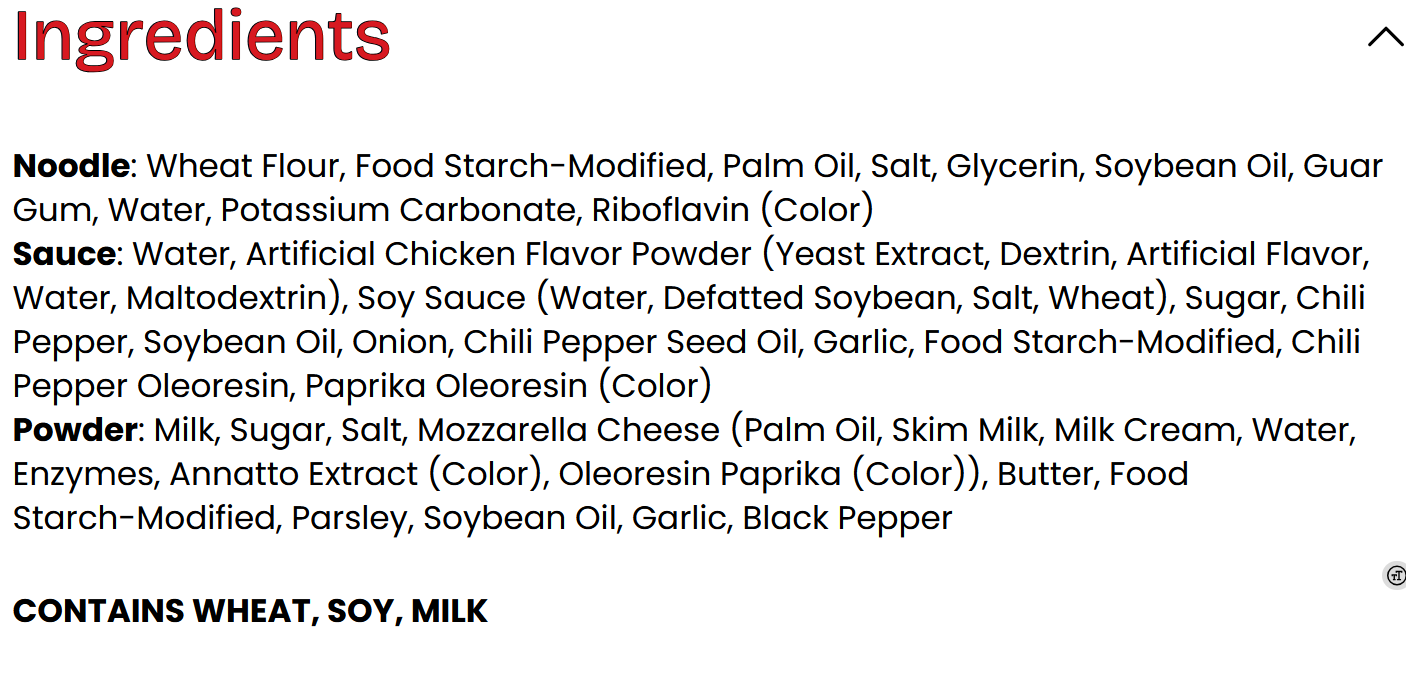 Ingredients
Noodle: Wheat Flour, Food Starch-Modified, Palm Oil, Salt, Glycerin, Soybean Oil, Guar
Gum, Water, Potassium Carbonate, Riboflavin (Color)
Sauce: Water, Artificial Chicken Flavor Powder (Yeast Extract, Dextrin, Artificial Flavor,
Water, Maltodextrin), Soy Sauce (Water, Defatted Soybean, Salt, Wheat), Sugar, Chili
Pepper, Soybean Oil, Onion, Chili Pepper Seed Oil, Garlic, Food Starch-Modified, Chili
Pepper Oleoresin, Paprika Oleoresin (Color)
Powder: Milk, Sugar, Salt, Mozzarella Cheese (Palm Oil, Skim Milk, Milk Cream, Water,
Enzymes, Annatto Extract (Color), Oleoresin Paprika (Color)), Butter, Food
Starch-Modified, Parsley, Soybean Oil, Garlic, Black Pepper
CONTAINS WHEAT, SOY, MILK